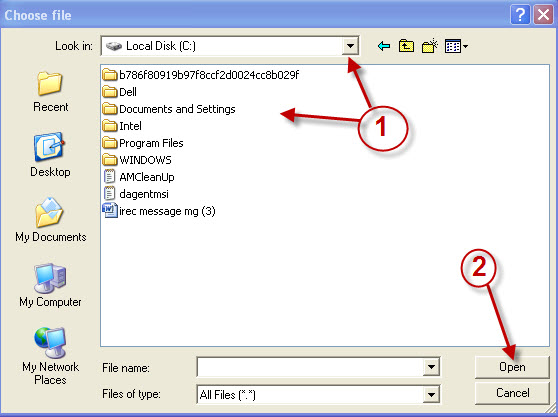 Choose file
Look in:
Local Disk (C:)
Recent
Desktop
My Documents
My Computer
My Network
Places
b786f80919b97f8ccf2d0024cc8b029f
Dell
Documents and Settings
Intel
Program Files
WINDOWS
AMCleanUp
dagentmsi
irec message mg (3)
1
2
File name:
Open
Files of type:
All Files (*.*)
Cancel